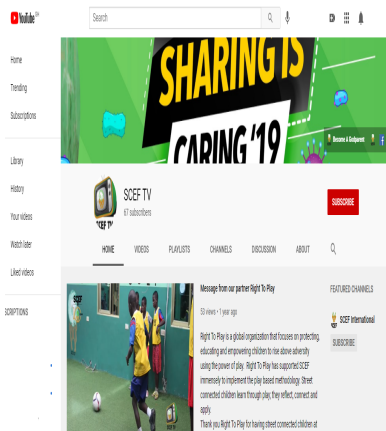 YouTube GH
Search
Home
Trending
Subscriptions
Library
History
Your videos
Watch later
Liked videos
SCRIPTIONS
SHARING IS
CARING '19
Become A Godparent
SCEF TV
SCEF TV
67 subscribers
SUBSCRIBE
HOME
VIDEOS
PLAYLISTS
CHANNELS
DISCUSSION
ABOUT
SCEF
Message from our partner Right To Play
53 views • 1 year ago
Right To Play is a global organization that focuses on protecting,
educating and empowering children to rise above adversity
using the power of play. Right To Play has supported SCEF
immensely to implement the play based methodology. Street
connected children learn through play; they reflect, connect and
apply.
Thank you Right To Play for having street connected children at
FEATURED CHANNELS
SCEF International
SUBSCRIBE